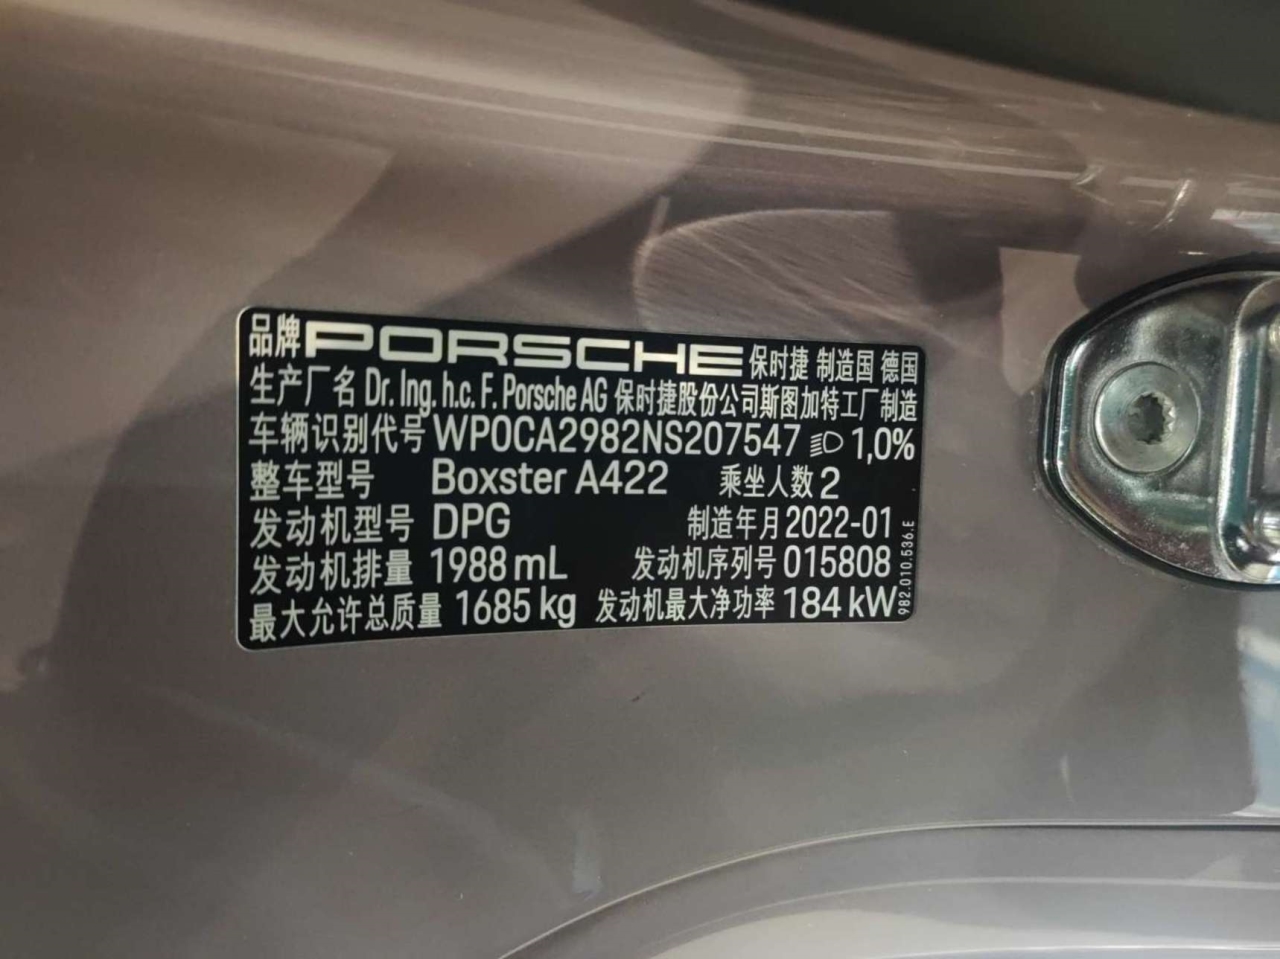 品牌 PORSCHE 保时捷 制造国 德国
生产厂名 Dr. Ing. h.c. F. Porsche AG 保时捷股份公司斯图加特工厂制造
车辆识别代号 WP0CA2982NS207547 1,0%
整车型号 Boxster A422 乘坐人数 2
发动机型号 DPG 制造年月 2022-01
发动机排量 1988 mL 发动机序列号 015808
最大允许总质量 1685 kg 发动机最大净功率 184 kW
982.010.536.E